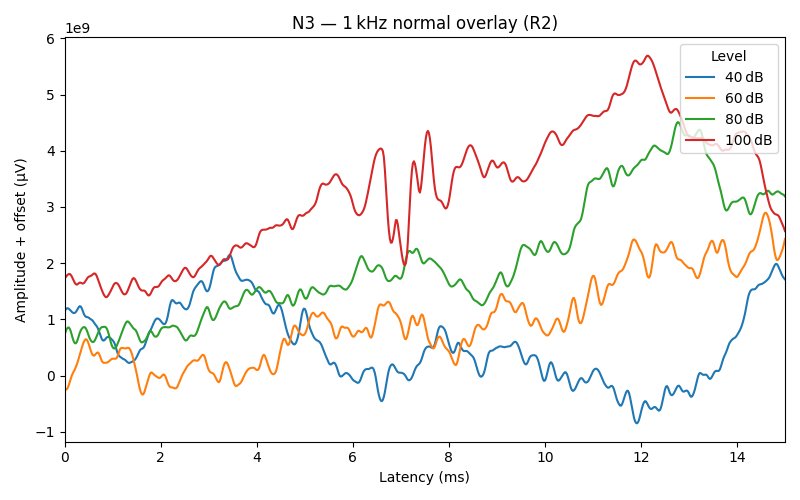 N3 — 1 kHz normal overlay (R2)
1e9
Amplitude + offset (µV)
6
5
4
3
2
1
0
−1
Level
40 dB
60 dB
80 dB
100 dB
0 2 4 6 8 10 12 14
Latency (ms)